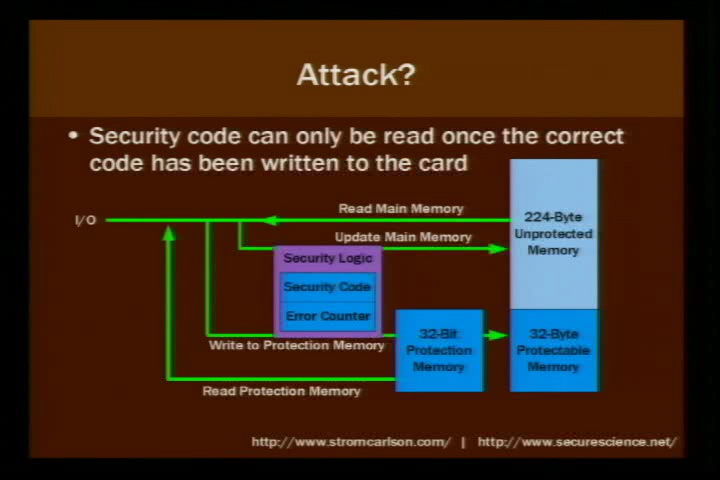 Attack?
• Security code can only be read once the correct
code has been written to the card
Read Main Memory
I/O
Update Main Memory
224-Byte
Unprotected
Memory
Security Logic
Security Code
Error Counter
Write to Protection Memory
32-Bit
Protection
Memory
32-Byte
Protectable
Memory
Read Protection Memory
http://www.stromcarlson.com/ | http://www.securescience.net/